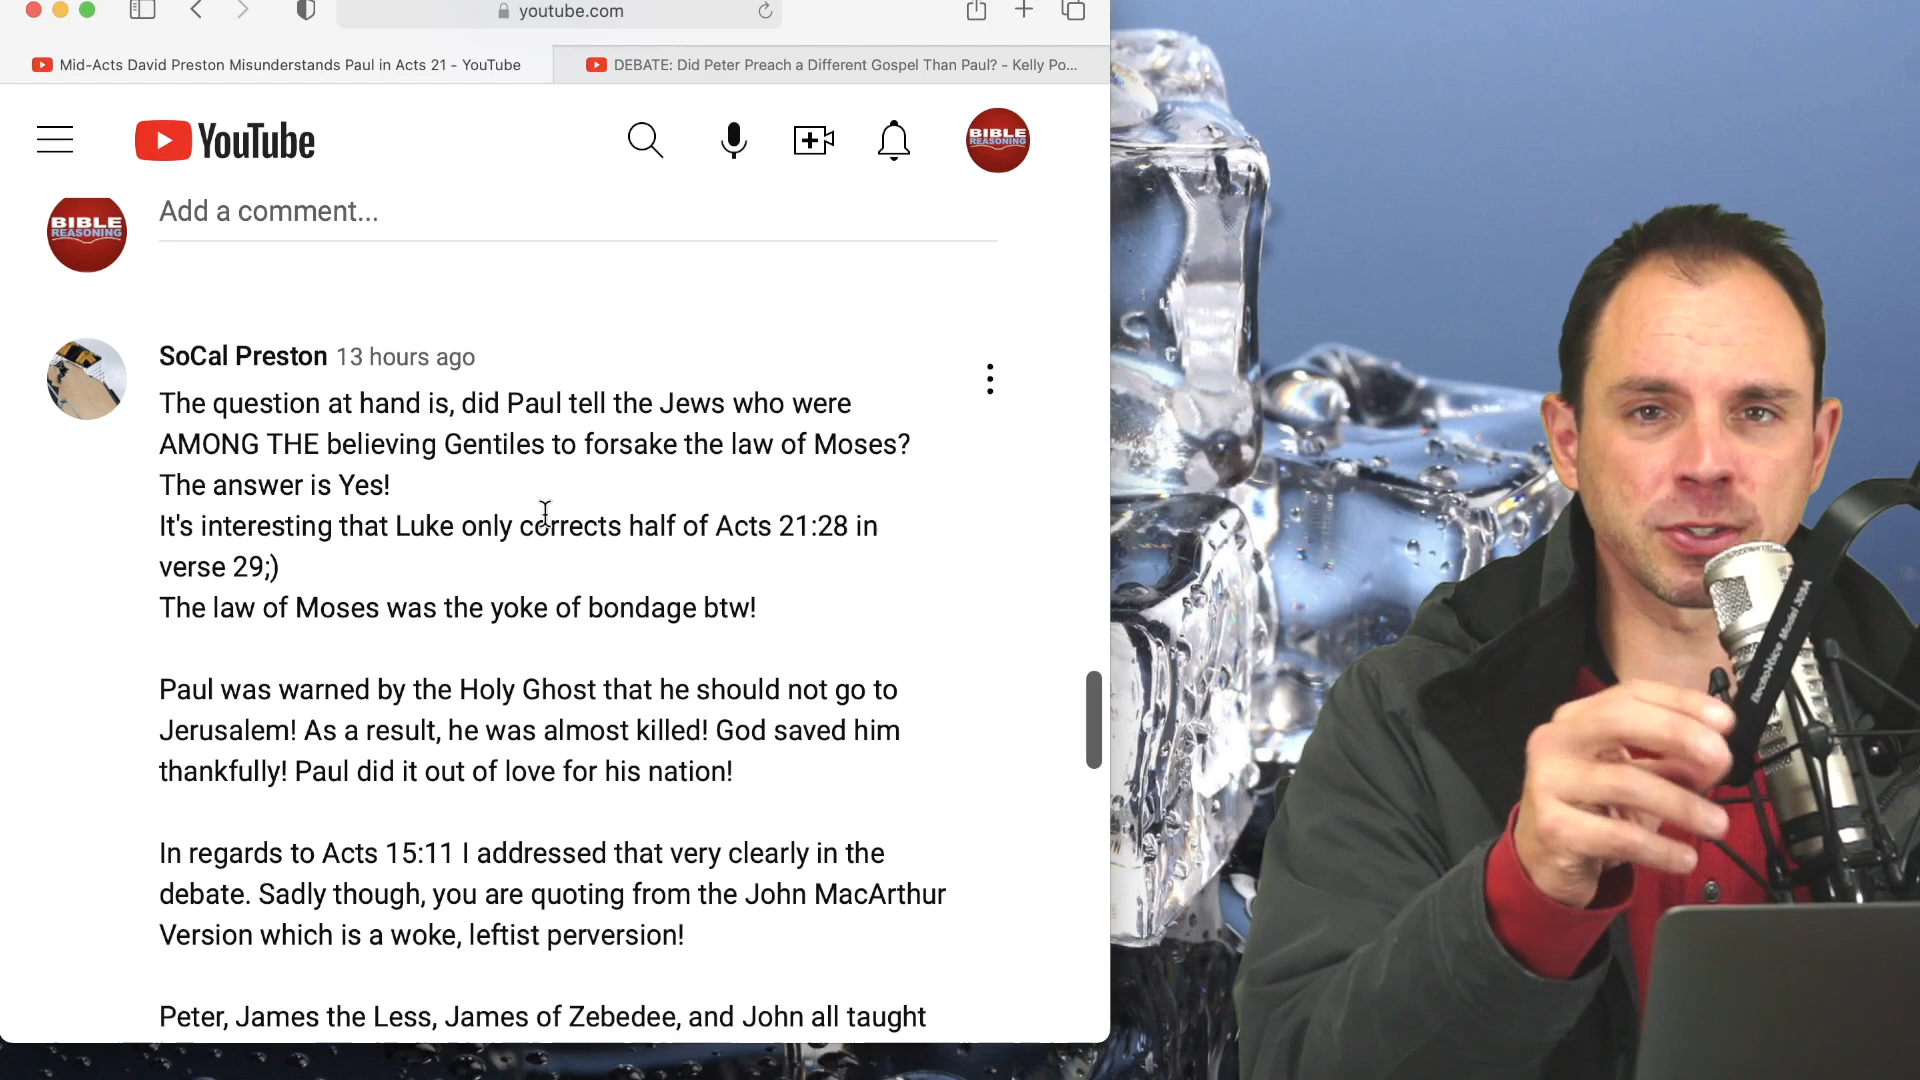 youtube.com
Mid-Acts David Preston Misunderstands Paul in Acts 21 - YouTube
DEBATE: Did Peter Preach a Different Gospel Than Paul? - Kelly Po...
YouTube
BIBLE
REASONING
BIBLE
REASONING
Add a comment...
SoCal Preston 13 hours ago
The question at hand is, did Paul tell the Jews who were
AMONG THE believing Gentiles to forsake the law of Moses?
The answer is Yes!
It's interesting that Luke only corrects half of Acts 21:28 in
verse 29;)
The law of Moses was the yoke of bondage btw!
Paul was warned by the Holy Ghost that he should not go to
Jerusalem! As a result, he was almost killed! God saved him
thankfully! Paul did it out of love for his nation!
In regards to Acts 15:11 I addressed that very clearly in the
debate. Sadly though, you are quoting from the John MacArthur
Version which is a woke, leftist perversion!
Peter, James the Less, James of Zebedee, and John all taught
ElectroVoice Model 309A